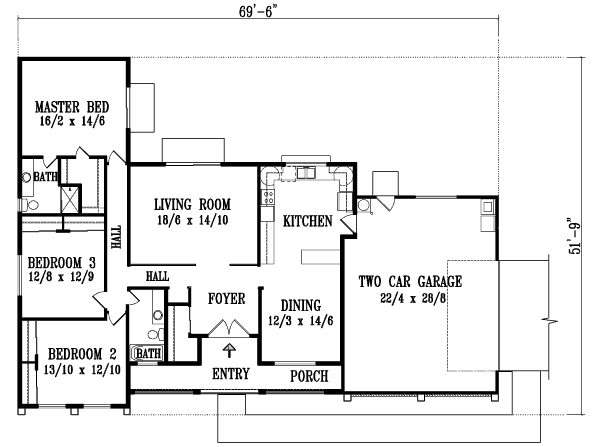 69'-6"
MASTER BED
16/2 x 14/6
BATH
LIVING ROOM
18/6 x 14/10
KITCHEN
HALL
51'-9"
BEDROOM 3
12/8 x 12/9
HALL
TWO CAR GARAGE
22/4 x 28/8
FOYER
DINING
12/3 x 14/6
BEDROOM 2
13/10 x 12/10
BATH
ENTRY
PORCH